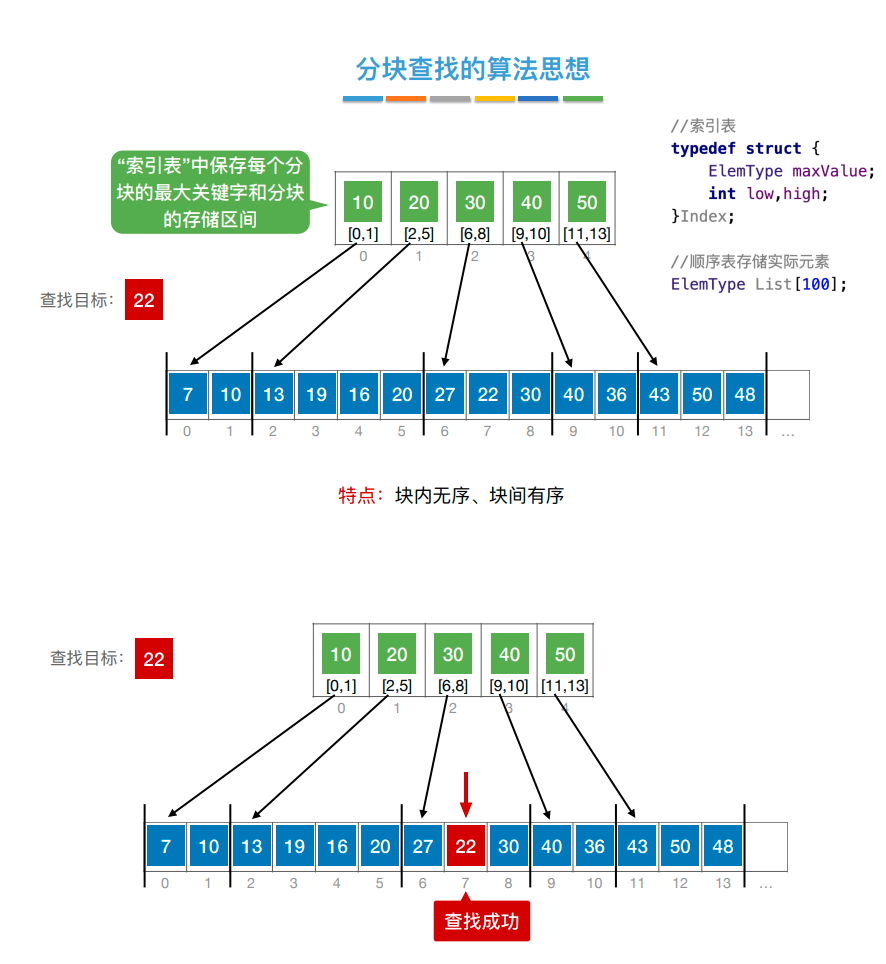 分块查找的算法思想
//索引表
typedef struct {
    ElemType maxValue;
    int low,high;
}Index;
//顺序表存储实际元素
ElemType List[100];
“索引表”中保存每个分
块的最大关键字和分块
的存储区间
10 20 30 40 50
[0,1] [2,5] [6,8] [9,10] [11,13]
0 1 2 3 4
查找目标： 22
7 10 13 19 16 20 27 22 30 40 36 43 50 48
0 1 2 3 4 5 6 7 8 9 10 11 12 13 ...
特点：块内无序、块间有序
查找目标： 22
10 20 30 40 50
[0,1] [2,5] [6,8] [9,10] [11,13]
0 1 2 3 4
7 10 13 19 16 20 27 22 30 40 36 43 50 48
0 1 2 3 4 5 6 7 8 9 10 11 12 13 ...
查找成功